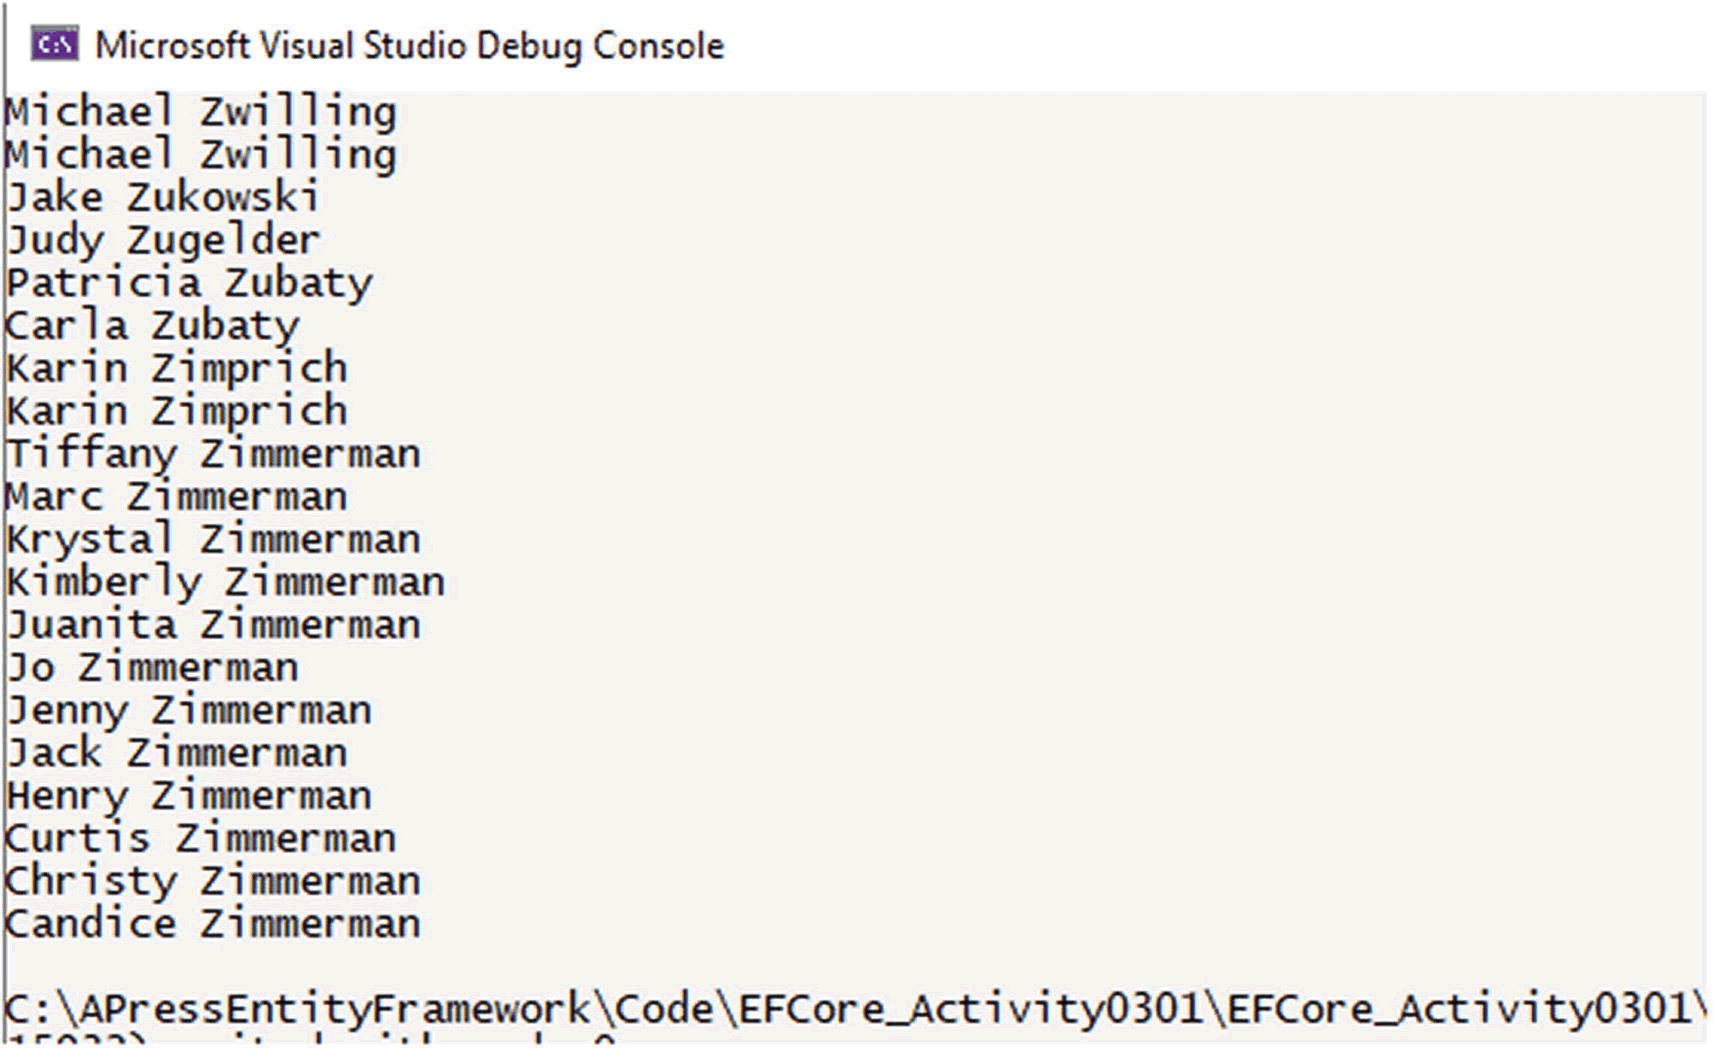 C:\ Microsoft Visual Studio Debug Console
Michael Zwilling
Michael Zwilling
Jake Zukowski
Judy Zugelder
Patricia Zubaty
Carla Zubaty
Karin Zimprich
Karin Zimprich
Tiffany Zimmerman
Marc Zimmerman
Krystal Zimmerman
Kimberly Zimmerman
Juanita Zimmerman
Jo Zimmerman
Jenny Zimmerman
Jack Zimmerman
Henry Zimmerman
Curtis Zimmerman
Christy Zimmerman
Candice Zimmerman
C:\APressEntityFramework\Code\EFCore_Activity0301\EFCore_Activity0301\